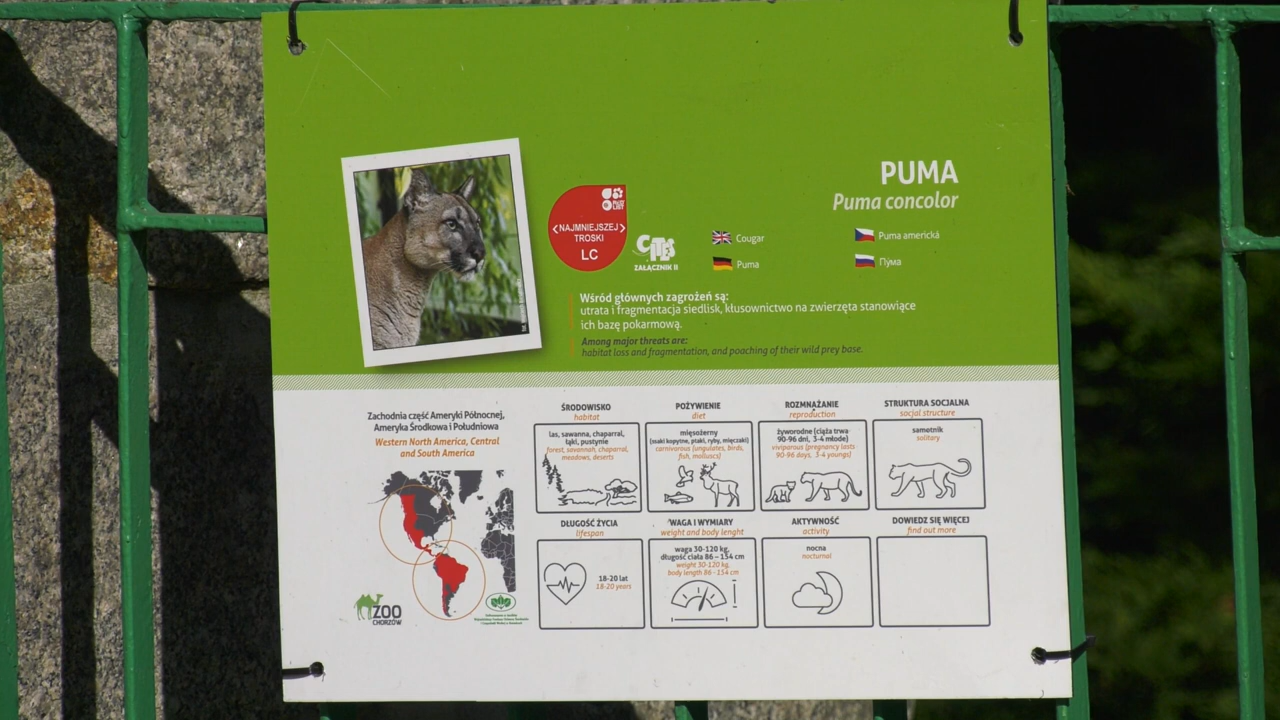 PUMA
Puma concolor
RED LIST
NAJMNIEJSZEJ
TROSKI
LC
CITES
ZAŁĄCZNIK II
Cougar
Puma americká
Puma
Пýма
Wśród głównych zagrożeń są:
utrata i fragmentacja siedlisk, kłusownictwo na zwierzęta stanowiące
ich bazę pokarmową.
Among major threats are:
habitat loss and fragmentation, and poaching of their wild prey base.
Zachodnia część Ameryki Północnej,
Ameryka Środkowa i Południowa
Western North America, Central
and South America
ZOO
CHORZÓW
ŚRODOWISKO
habitat
las, sawanna, chaparral,
łąki, pustynie
forest, savannah, chaparral,
meadows, deserts
POŻYWIENIE
diet
mięsożerny
(ssaki kopytne, ptaki, ryby, mięczaki)
carnivorous (ungulates, birds,
fish, molluscs)
ROZMNAŻANIE
reproduction
żyworodne (ciąża trwa
90-96 dni, 3-4 młode)
viviparous (pregnancy lasts
90-96 days, 3-4 youngs)
STRUKTURA SOCJALNA
social structure
samotnik
solitary
DŁUGOŚĆ ŻYCIA
lifespan
18-20 lat
18-20 years
WAGA I WYMIARY
weight and body lenght
waga 30-120 kg,
długość ciała 86 – 154 cm
weight 30-120 kg,
body length 86 - 154 cm
AKTYWNOŚĆ
activity
nocna
nocturnal
DOWIEDZ SIĘ WIĘCEJ
find out more